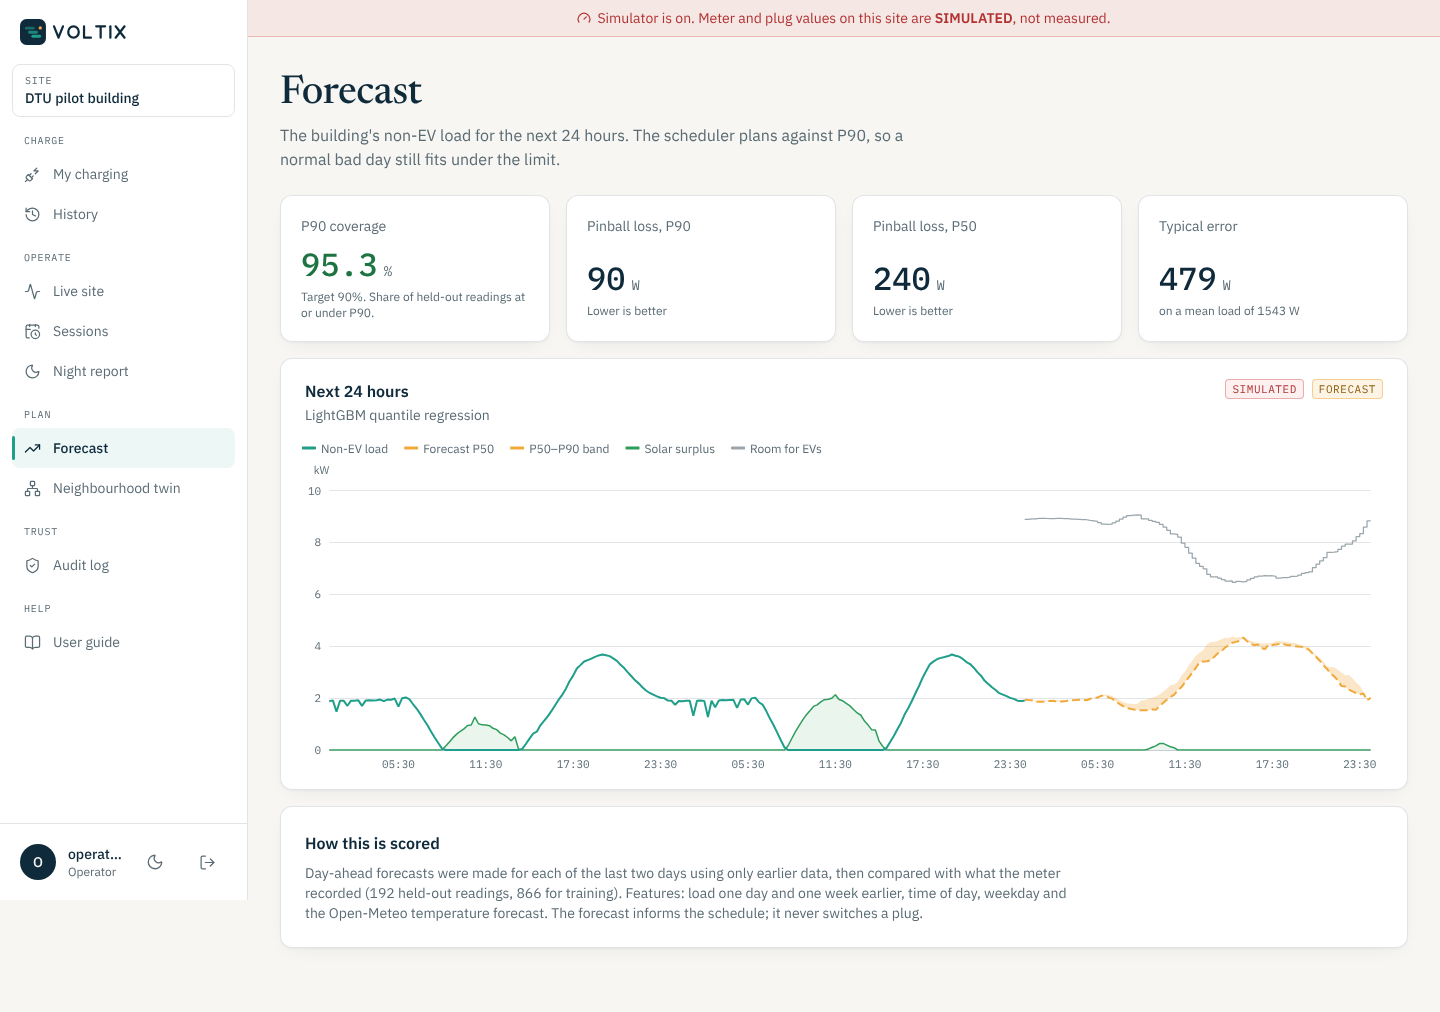 VOLTIX
SITE
DTU pilot building
CHARGE
My charging
History
OPERATE
Live site
Sessions
Night report
PLAN
Forecast
Neighbourhood twin
TRUST
Audit log
HELP
User guide
O
operat...
Operator
Simulator is on. Meter and plug values on this site are SIMULATED, not measured.
Forecast
The building's non-EV load for the next 24 hours. The scheduler plans against P90, so a
normal bad day still fits under the limit.
P90 coverage
95.3 %
Target 90%. Share of held-out readings at
or under P90.
Pinball loss, P90
90 W
Lower is better
Pinball loss, P50
240 W
Lower is better
Typical error
479 W
on a mean load of 1543 W
Next 24 hours
LightGBM quantile regression
SIMULATED FORECAST
Non-EV load Forecast P50 P50–P90 band Solar surplus Room for EVs
kW
10
8
6
4
2
0
05:30 11:30 17:30 23:30 05:30 11:30 17:30 23:30 05:30 11:30 17:30 23:30
How this is scored
Day-ahead forecasts were made for each of the last two days using only earlier data, then compared with what the meter
recorded (192 held-out readings, 866 for training). Features: load one day and one week earlier, time of day, weekday and
the Open-Meteo temperature forecast. The forecast informs the schedule; it never switches a plug.